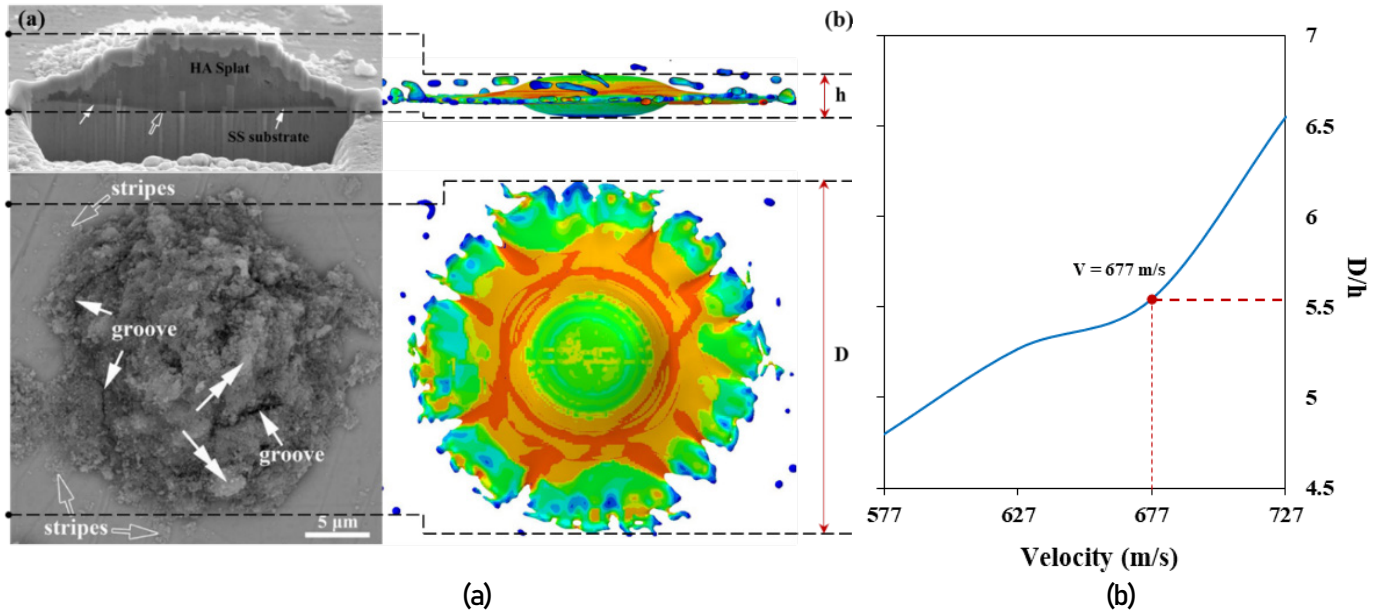 (a)
HA Splat
SS substrate
h
stripes
groove
groove
stripes
5 μm
D
(b)
7
6.5
6
5.5
5
4.5
D/h
V = 677 m/s
577
627
677
727
Velocity (m/s)
(a)
(b)